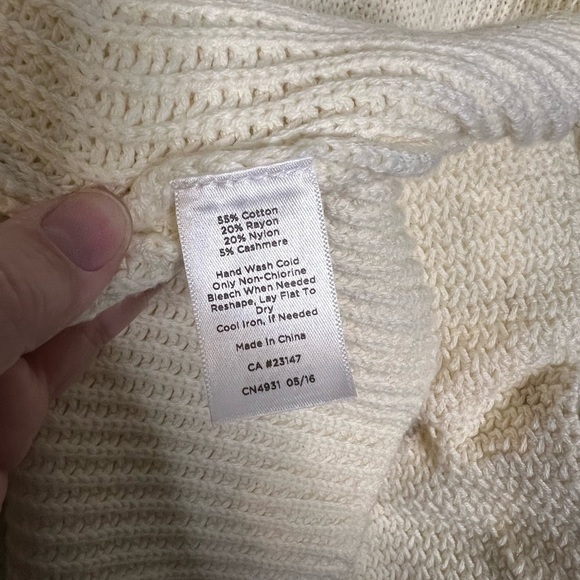 55% Cotton
20% Rayon
20% Nylon
5% Cashmere
Hand Wash Cold
Only Non-Chlorine
Bleach When Needed
Reshape, Lay Flat To
Dry
Cool Iron, If Needed
Made In China
CA #23147
CN4931 05/16